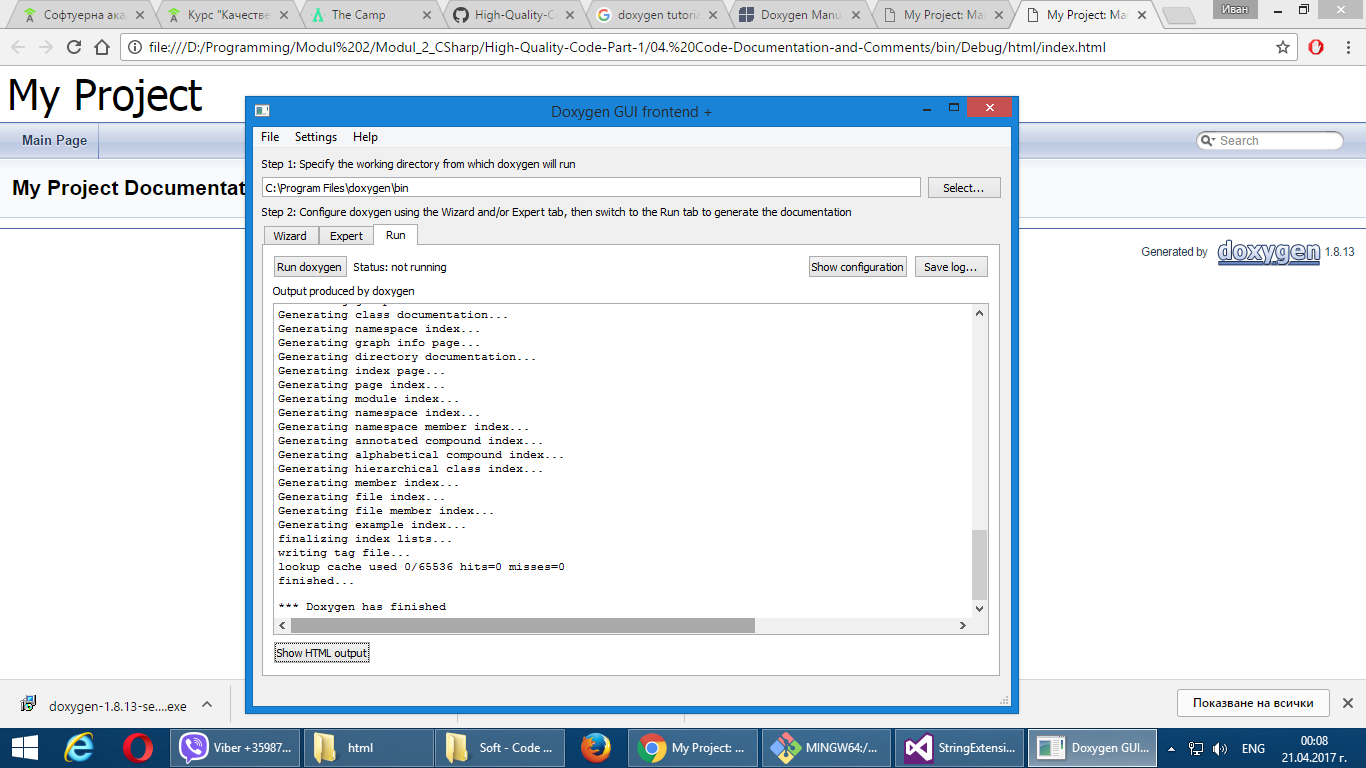 Софтуерна ака
Курс "Качестве
The Camp
High-Quality-C
doxygen tutoria
Doxygen Manu
My Project: Mai
My Project: Mai
Иван
file:///D:/Programming/Modul%202/Modul_2_CSharp/High-Quality-Code-Part-1/04.%20Code-Documentation-and-Comments/bin/Debug/html/index.html
My Project
Main Page
Search
My Project Documentat
Generated by doxygen 1.8.13
Doxygen GUI frontend +
File Settings Help
Step 1: Specify the working directory from which doxygen will run
C:\Program Files\doxygen\bin
Select...
Step 2: Configure doxygen using the Wizard and/or Expert tab, then switch to the Run tab to generate the documentation
Wizard Expert Run
Run doxygen Status: not running Show configuration Save log...
Output produced by doxygen
Generating class documentation...
Generating namespace index...
Generating graph info page...
Generating directory documentation...
Generating index page...
Generating page index...
Generating module index...
Generating namespace index...
Generating namespace member index...
Generating annotated compound index...
Generating alphabetical compound index...
Generating hierarchical class index...
Generating member index...
Generating file index...
Generating file member index...
Generating example index...
finalizing index lists...
writing tag file...
lookup cache used 0/65536 hits=0 misses=0
finished...
*** Doxygen has finished
Show HTML output
doxygen-1.8.13-se....exe
Показване на всички
Viber +35987...
html
Soft - Code ...
My Project: ...
MINGW64:/...
StringExtensi...
Doxygen GUI...
ENG
00:08
21.04.2017 г.